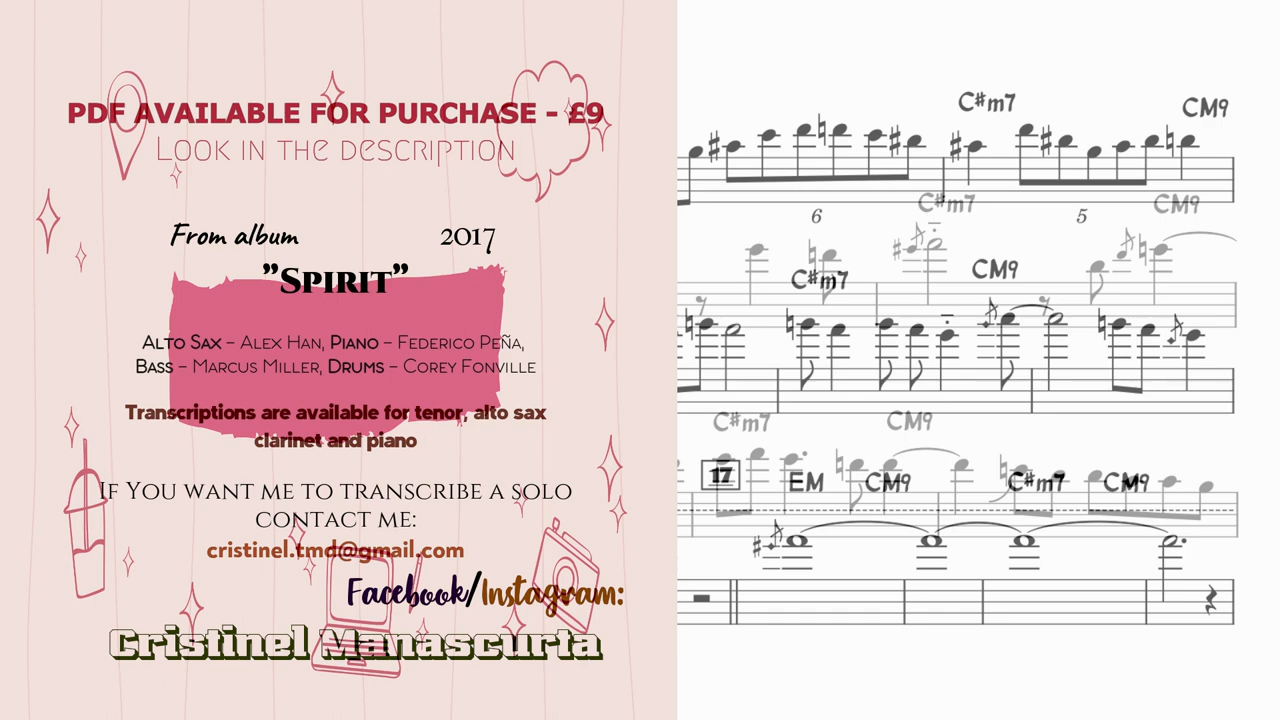 PDF AVAILABLE FOR PURCHASE - £9
Look in the description
From album 2017
"Spirit"
Alto Sax – Alex Han, Piano – Federico Peña,
Bass – Marcus Miller, Drums – Corey Fonville
Transcriptions are available for tenor, alto sax
clarinet and piano
If You want me to transcribe a solo
contact me:
cristinel.tmd@gmail.com
Facebook/Instagram:
Cristinel Manascurta
C#m7 CM9
6 5
C#m7 CM9
C#m7 CM9
C#m7 CM9
17 EM CM9 C#m7 CM9